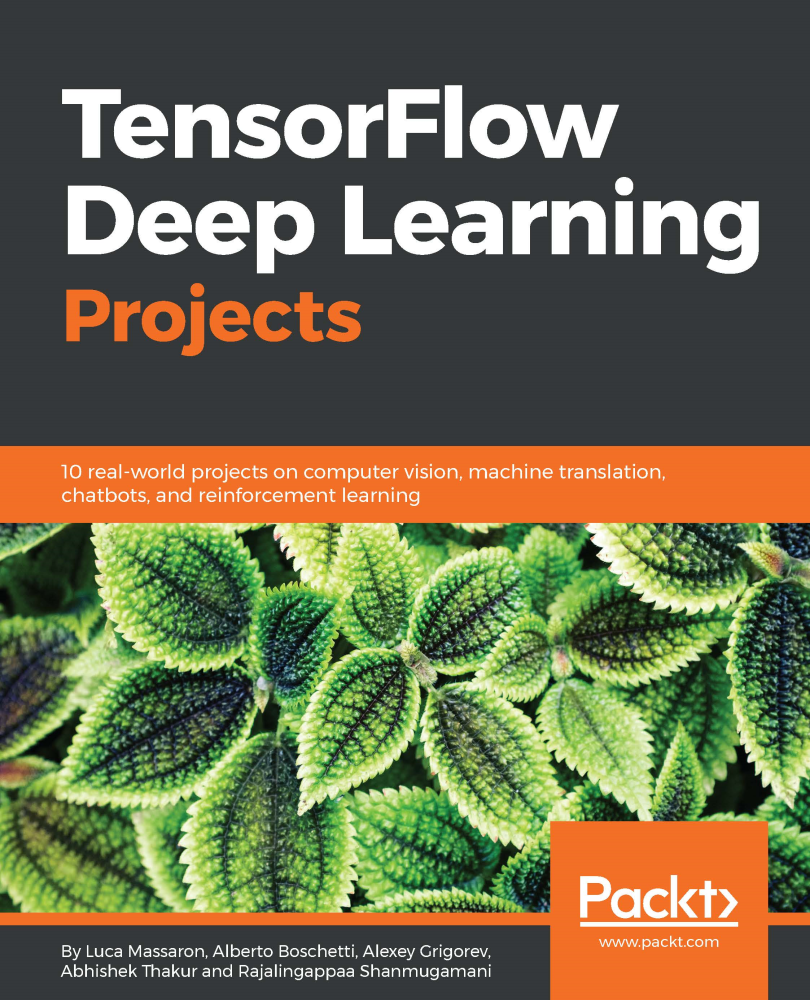 TensorFlow
Deep Learning
Projects
10 real-world projects on computer vision, machine translation,
chatbots, and reinforcement learning
Packt>
www.packt.com
By Luca Massaron, Alberto Boschetti, Alexey Grigorev,
Abhishek Thakur and Rajalingappaa Shanmugamani